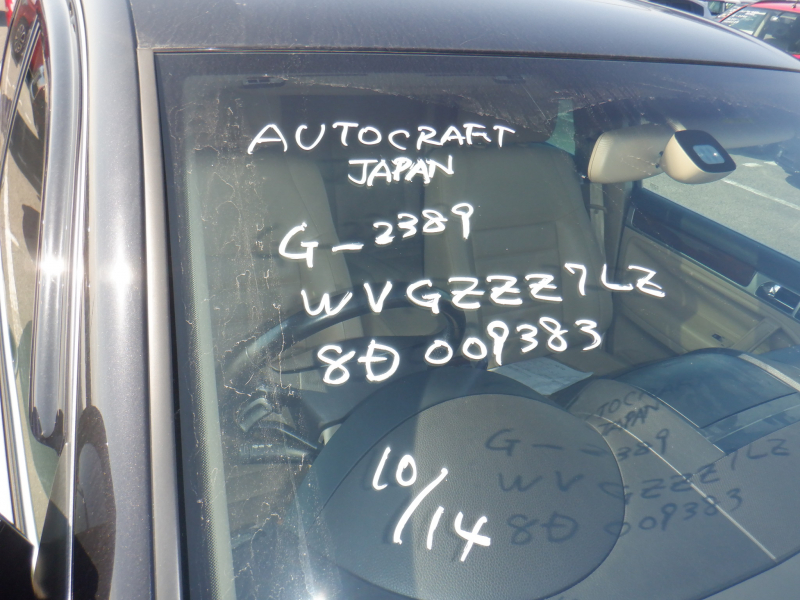 AUTOCRAFT
JAPAN
G-2389
WVGZZZ7LZ
8D 009383
10/14